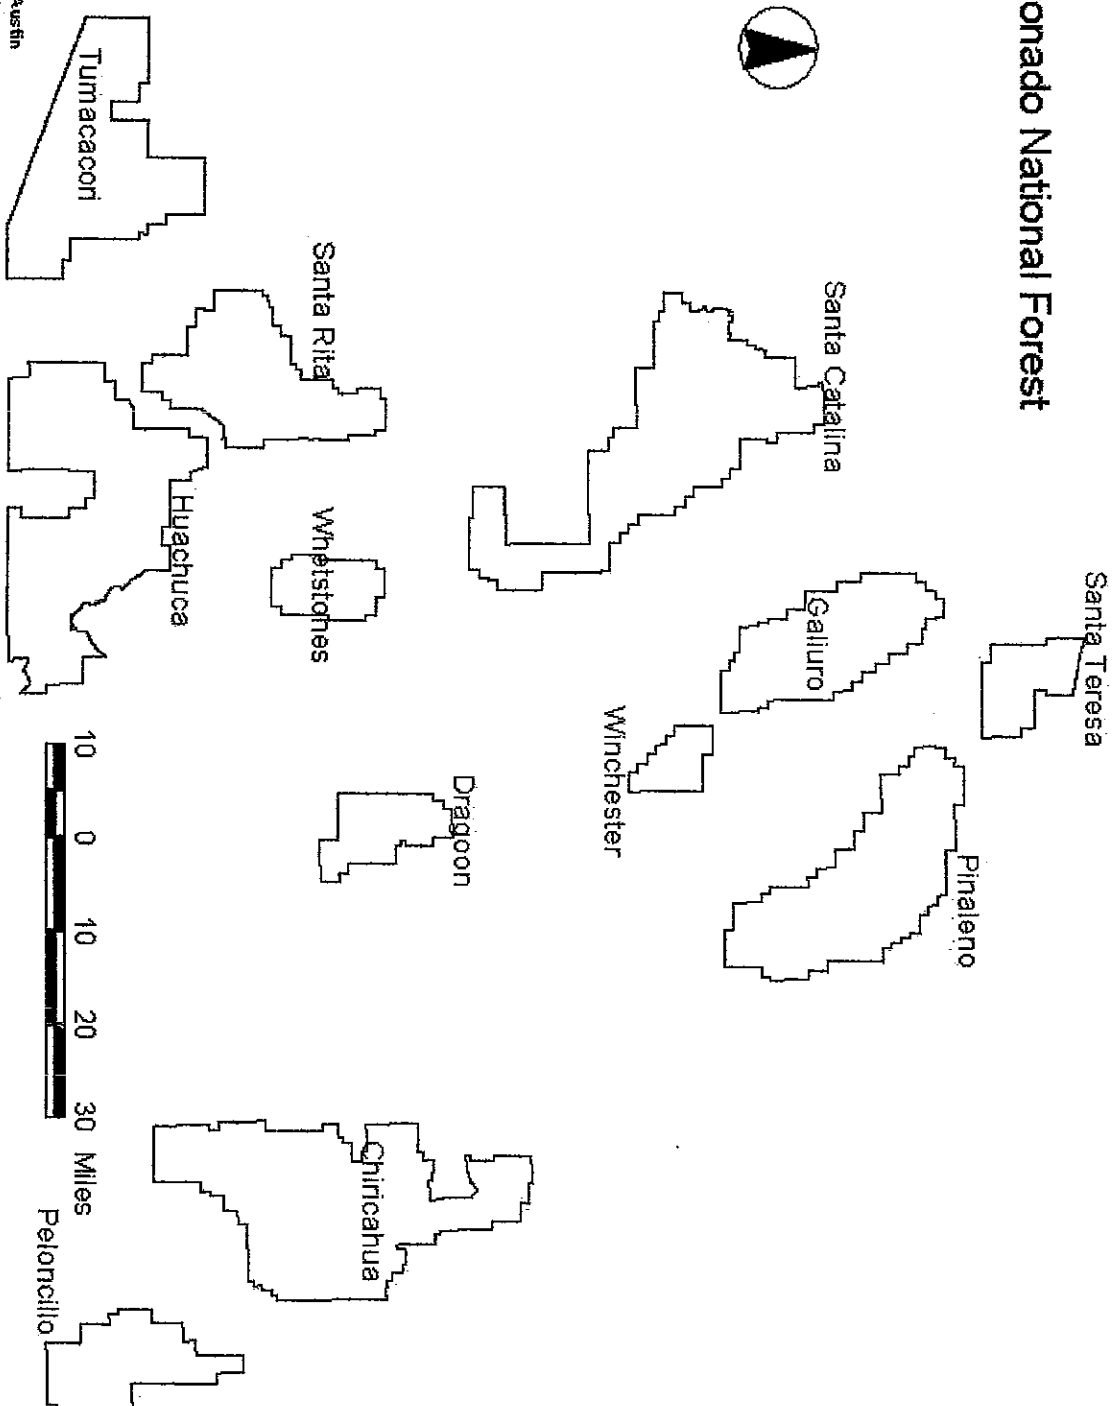 onado National Forest
Santa Teresa
Santa Catalina
Galiuro
Pinaleno
Winchester
Santa Rita
Whetstones
Dragoon
Tumacacori
Huachuca
Chiricahua
Peloncillo
10 0 10 20 30 Miles
Austin